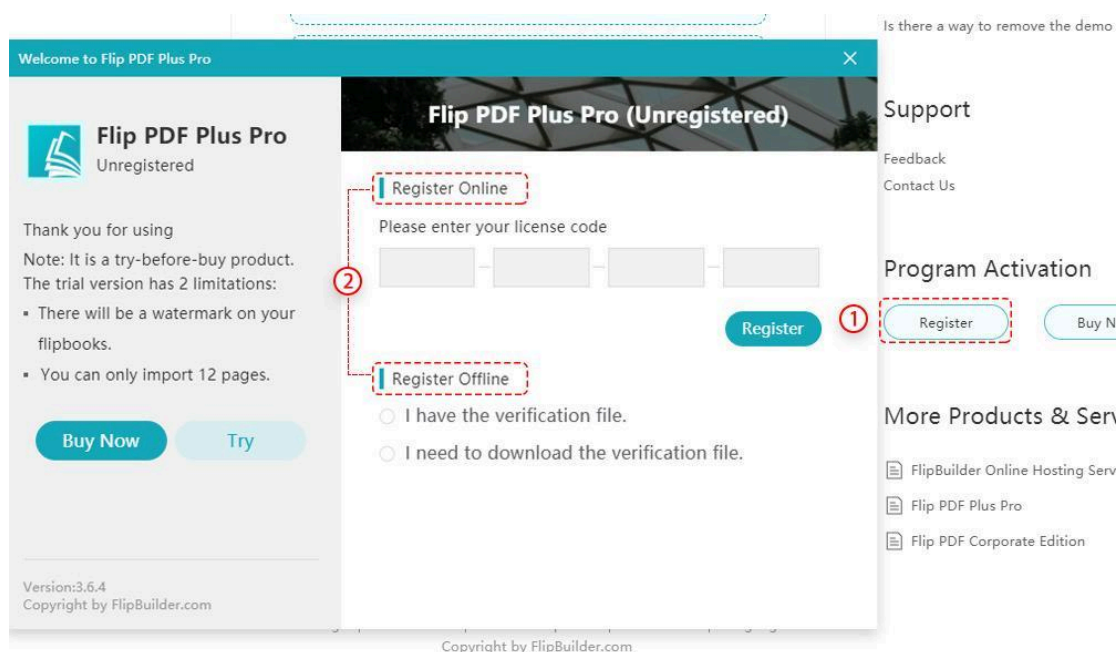 Welcome to Flip PDF Plus Pro
Flip PDF Plus Pro
Unregistered
Thank you for using
Note: It is a try-before-buy product.
The trial version has 2 limitations:
▪ There will be a watermark on your
flipbooks.
▪ You can only import 12 pages.
Buy Now
Try
Version:3.6.4
Copyright by FlipBuilder.com
Flip PDF Plus Pro (Unregistered)
Register Online
Please enter your license code
2
Register
Register Offline
I have the verification file.
I need to download the verification file.
Is there a way to remove the demo
Support
Feedback
Contact Us
Program Activation
1
Register
Buy N
More Products & Serv
FlipBuilder Online Hosting Serv
Flip PDF Plus Pro
Flip PDF Corporate Edition
Copyright by FlipBuilder.com